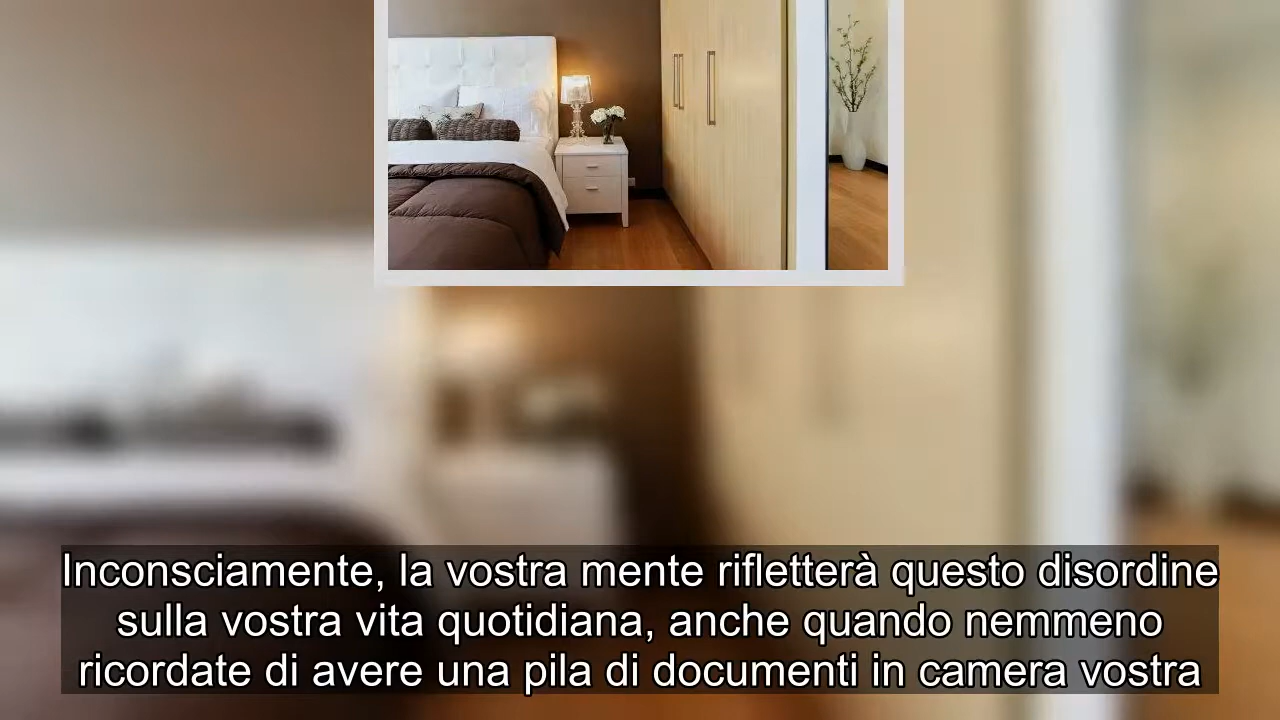 Inconsciamente, la vostra mente rifletterà questo disordine
sulla vostra vita quotidiana, anche quando nemmeno
ricordate di avere una pila di documenti in camera vostra